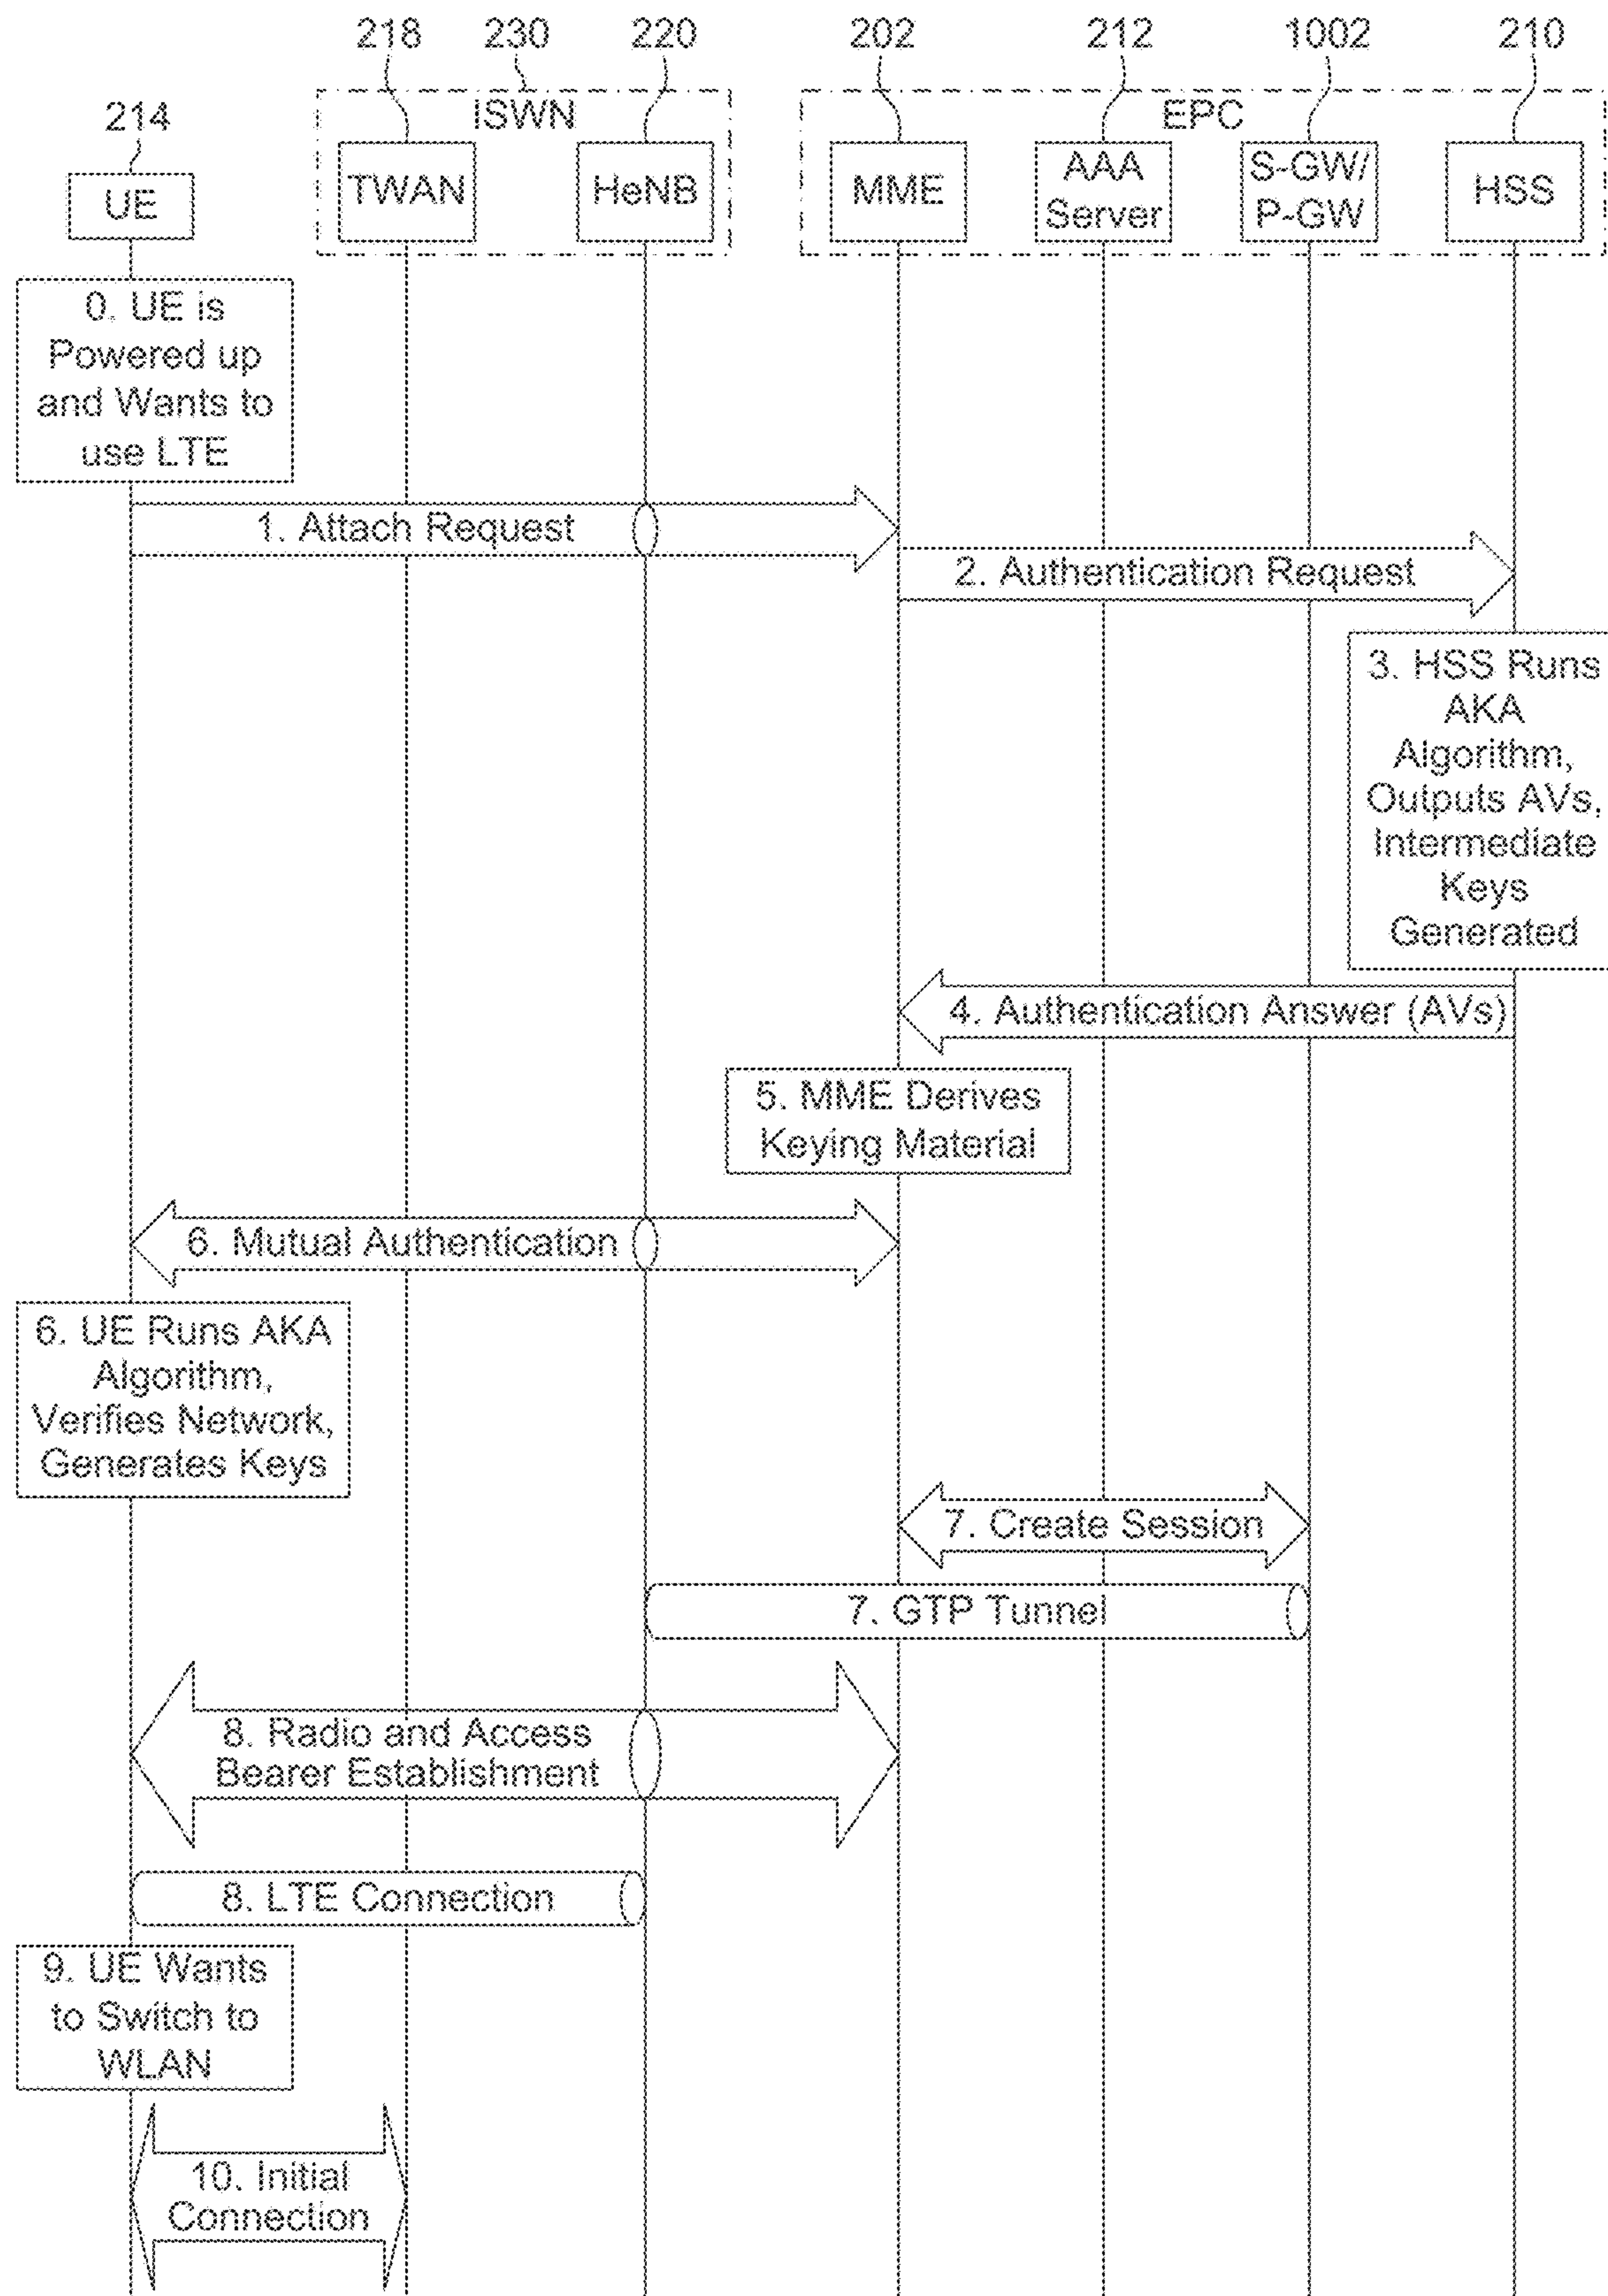 218 230 220 202 212 1002 210
214
ISWN
EPC
UE
TWAN
HeNB
MME
AAA
Server
S-GW/
P-GW
HSS
0. UE is
Powered up
and Wants to
use LTE
1. Attach Request
2. Authentication Request
3. HSS Runs
AKA
Algorithm,
Outputs AVs,
Intermediate
Keys
Generated
4. Authentication Answer (AVs)
5. MME Derives
Keying Material
6. Mutual Authentication
6. UE Runs AKA
Algorithm,
Verifies Network,
Generates Keys
7. Create Session
7. GTP Tunnel
8. Radio and Access
Bearer Establishment
8. LTE Connection
9. UE Wants
to Switch to
WLAN
10. Initial
Connection